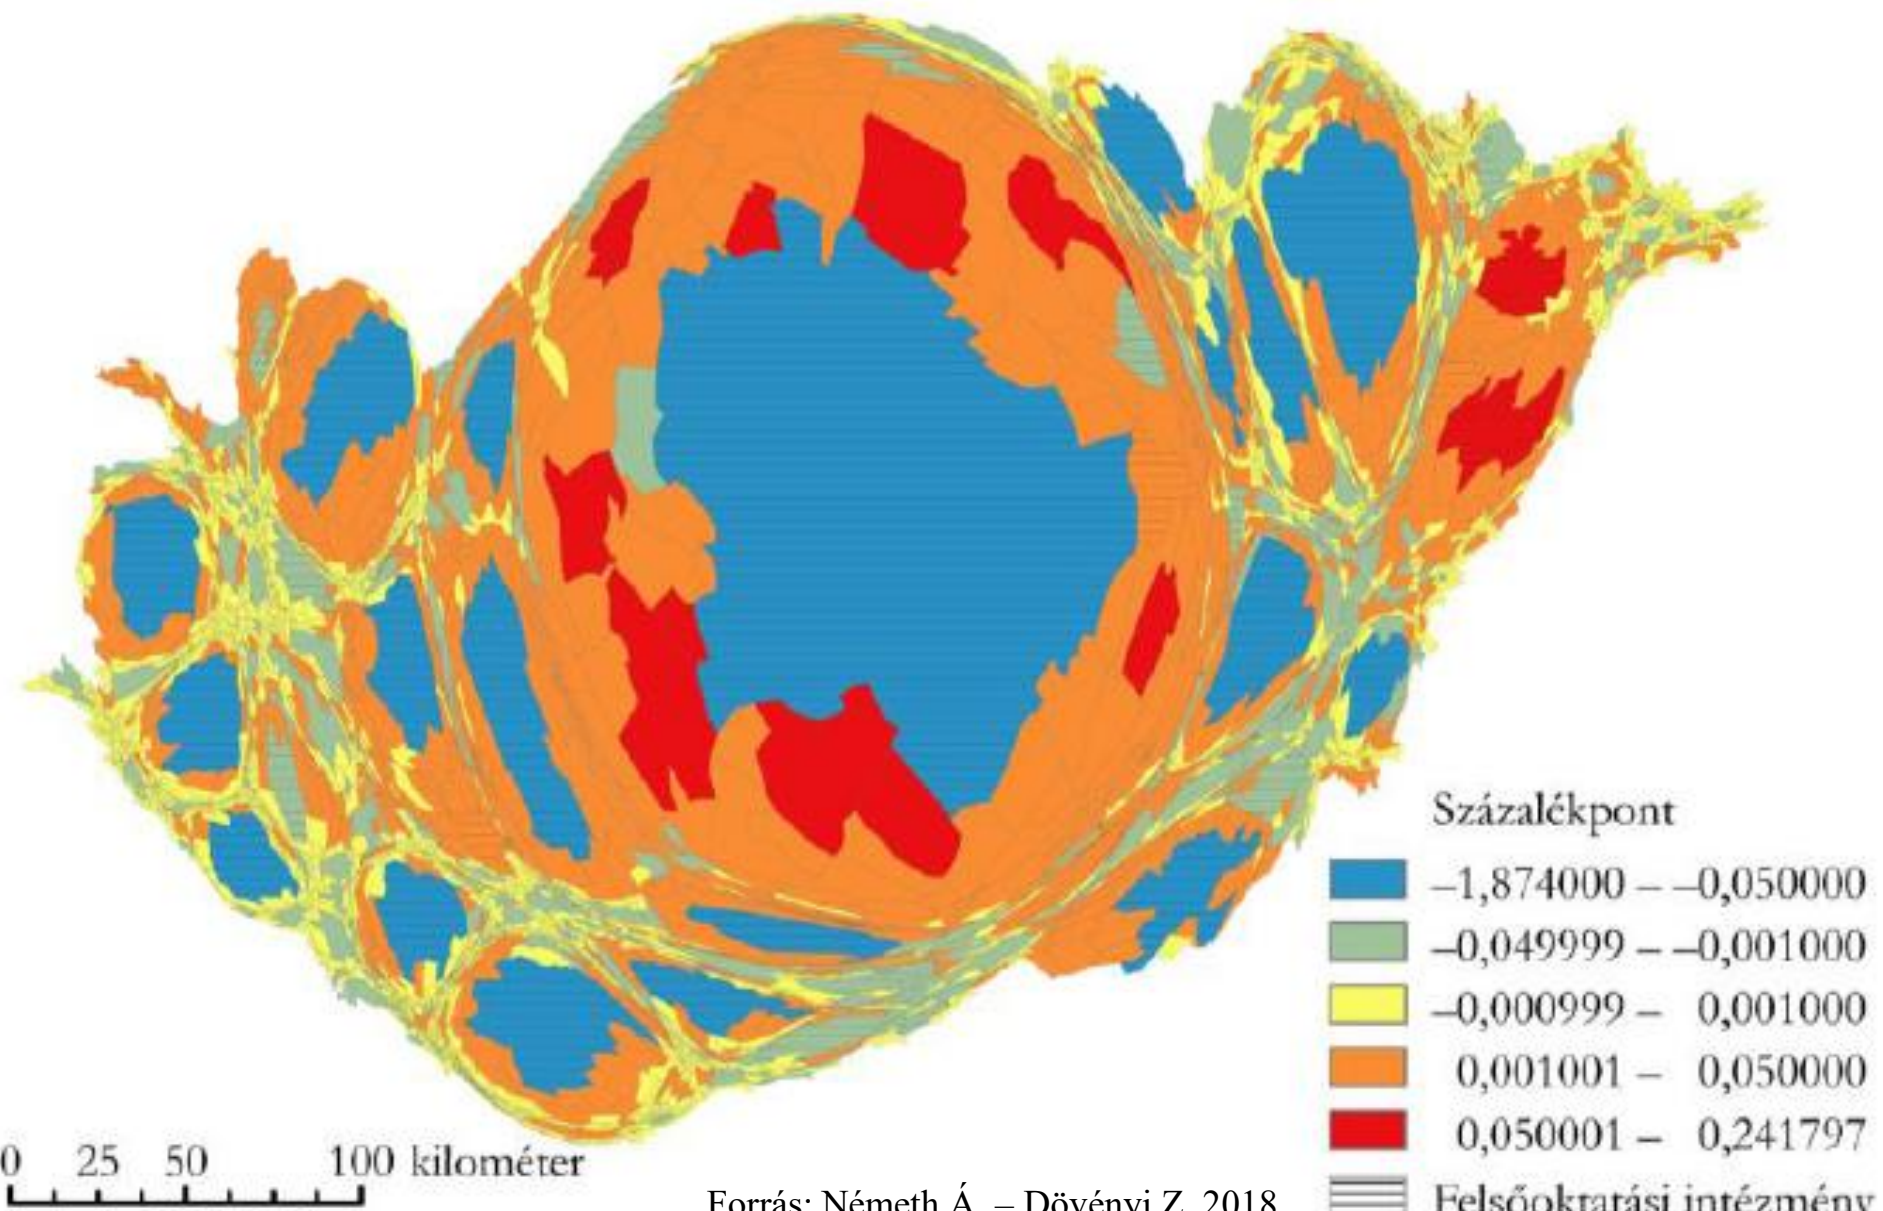 Százalékpont
–1,874000 – –0,050000
–0,049999 – –0,001000
–0,000999 – 0,001000
0,001001 – 0,050000
0,050001 – 0,241797
Felsőoktatási intézmény
0 25 50 100 kilométer
Forrás: Németh Á. – Dövényi Z. 2018